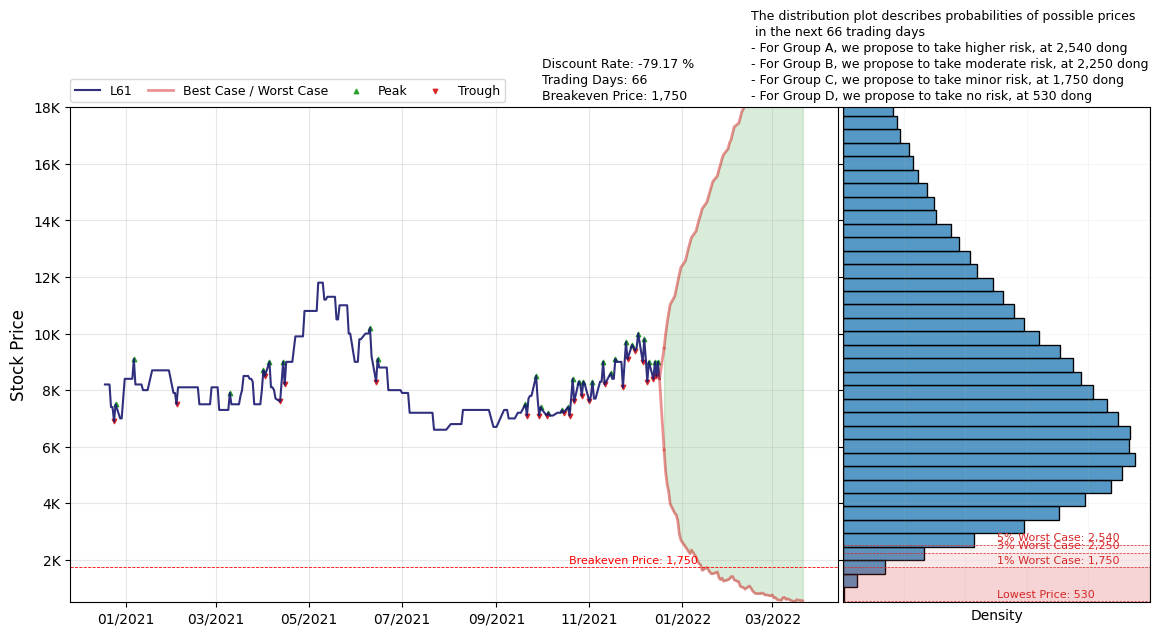 The distribution plot describes probabilities of possible prices
in the next 66 trading days
- For Group A, we propose to take higher risk, at 2,540 dong
- For Group B, we propose to take moderate risk, at 2,250 dong
- For Group C, we propose to take minor risk, at 1,750 dong
- For Group D, we propose to take no risk, at 530 dong
Discount Rate: -79.17 %
Trading Days: 66
Breakeven Price: 1,750
L61
Best Case / Worst Case
Peak
Trough
Stock Price
18K
16K
14K
12K
10K
8K
6K
4K
2K
Breakeven Price: 1,750
01/2021
03/2021
05/2021
07/2021
09/2021
11/2021
01/2022
03/2022
5% Worst Case: 2,540
3% Worst Case: 2,250
1% Worst Case: 1,750
Lowest Price: 530
Density